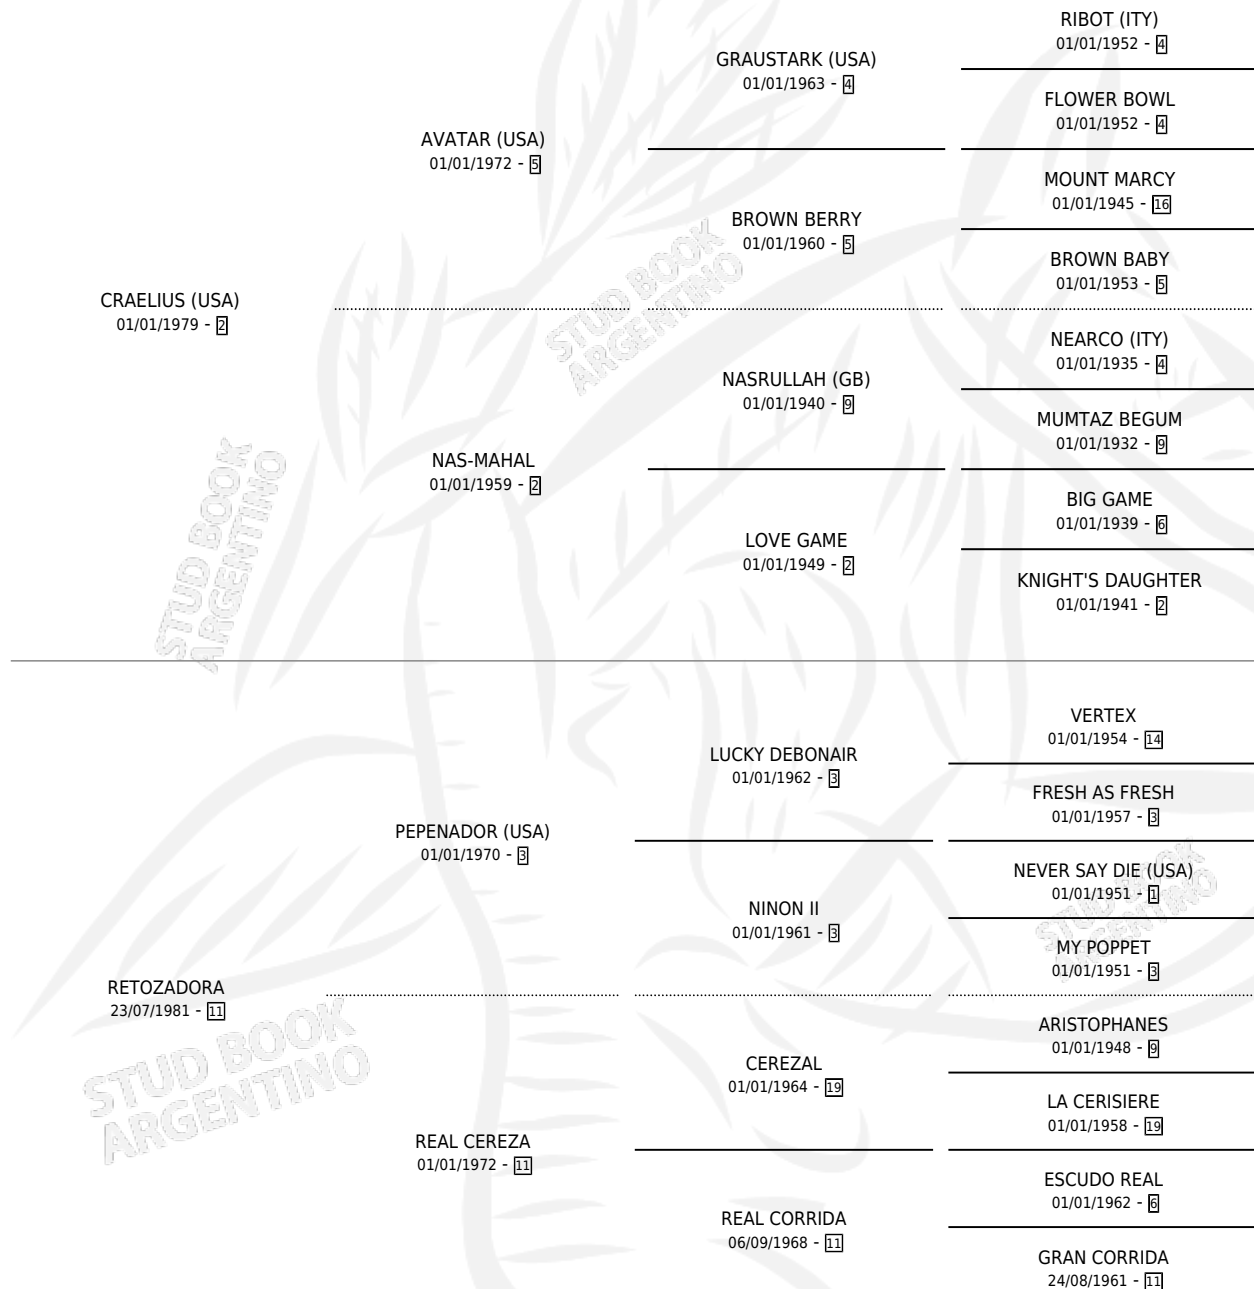 CRAELIUS (USA)
01/01/1979 - 2
AVATAR (USA)
01/01/1972 - 5
NAS-MAHAL
01/01/1959 - 2
GRAUSTARK (USA)
01/01/1963 - 4
BROWN BERRY
01/01/1960 - 5
NASRULLAH (GB)
01/01/1940 - 9
LOVE GAME
01/01/1949 - 2
RIBOT (ITY)
01/01/1952 - 4
FLOWER BOWL
01/01/1952 - 4
MOUNT MARCY
01/01/1945 - 16
BROWN BABY
01/01/1953 - 5
NEARCO (ITY)
01/01/1935 - 4
MUMTAZ BEGUM
01/01/1932 - 9
BIG GAME
01/01/1939 - 6
KNIGHT'S DAUGHTER
01/01/1941 - 2
RETOZADORA
23/07/1981 - 11
PEPENADOR (USA)
01/01/1970 - 3
REAL CEREZA
01/01/1972 - 11
LUCKY DEBONAIR
01/01/1962 - 3
NINON II
01/01/1961 - 3
CEREZAL
01/01/1964 - 19
REAL CORRIDA
06/09/1968 - 11
VERTEX
01/01/1954 - 14
FRESH AS FRESH
01/01/1957 - 3
NEVER SAY DIE (USA)
01/01/1951 - 1
MY POPPET
01/01/1951 - 3
ARISTOPHANES
01/01/1948 - 9
LA CERISIERE
01/01/1958 - 19
ESCUDO REAL
01/01/1962 - 6
GRAN CORRIDA
24/08/1961 - 11
STUD BOOK
ARGENTINO
STUD BOOK
ARGENTINO
STUD BOOK
ARGENTINO
STUD BOOK
ARGENTINO